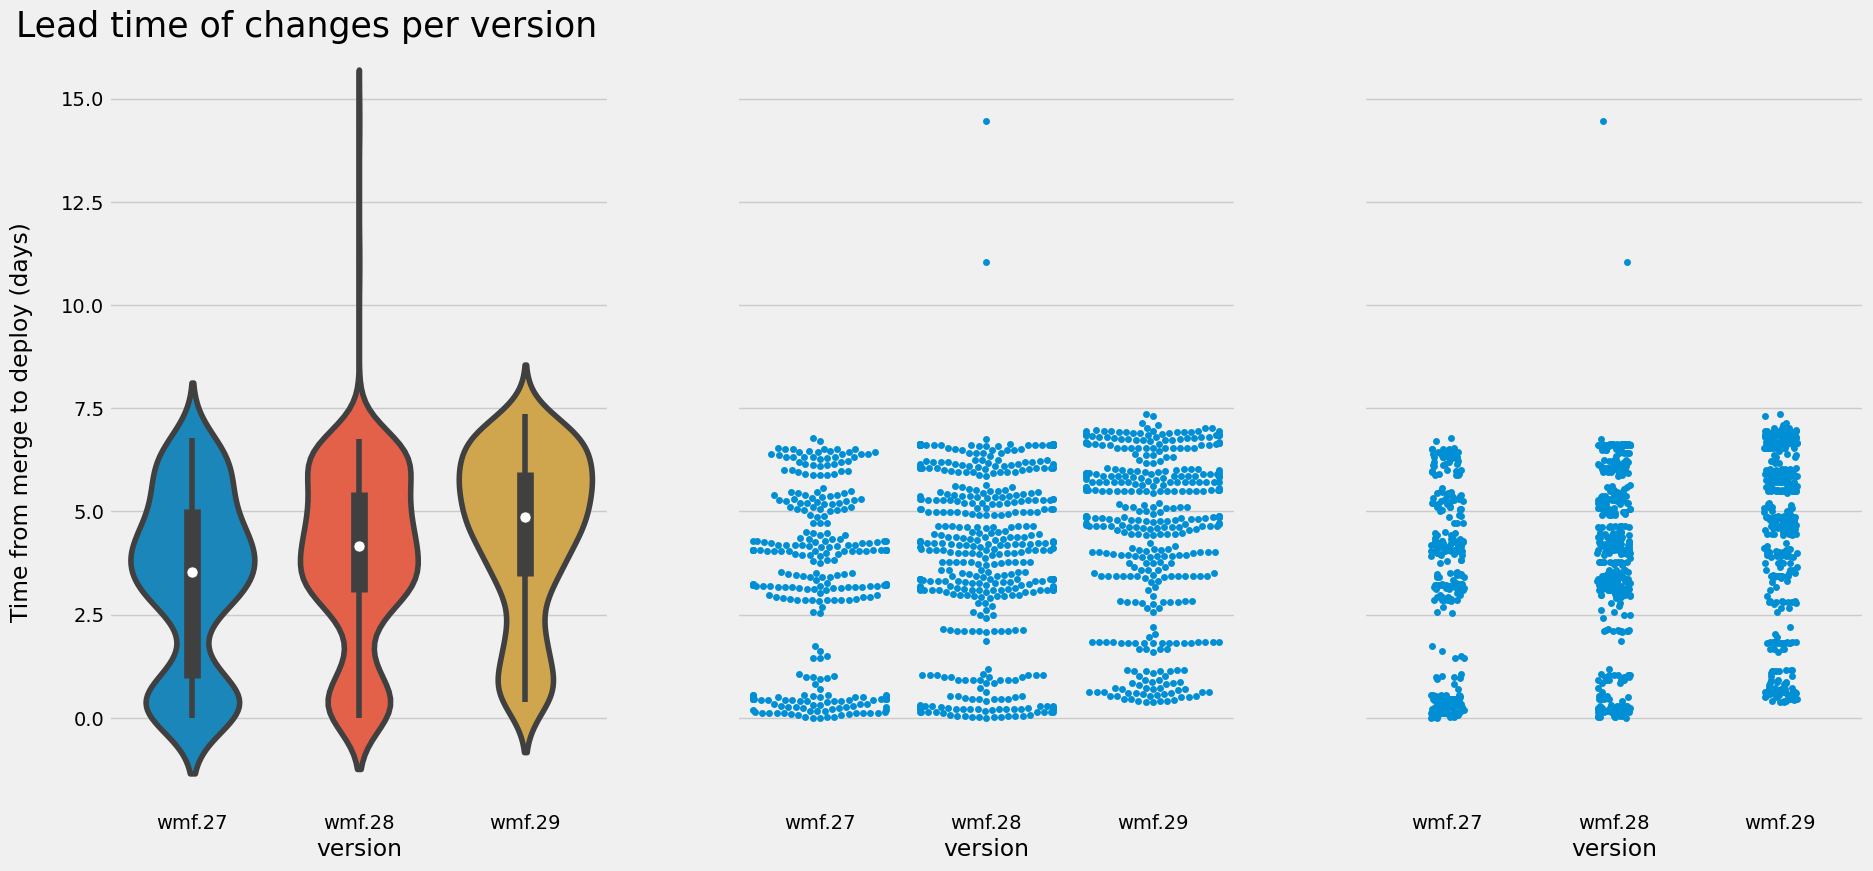 Lead time of changes per version
Time from merge to deploy (days)
15.0
12.5
10.0
7.5
5.0
2.5
0.0
wmf.27 wmf.28 wmf.29
version
wmf.27 wmf.28 wmf.29
version
wmf.27 wmf.28 wmf.29
version